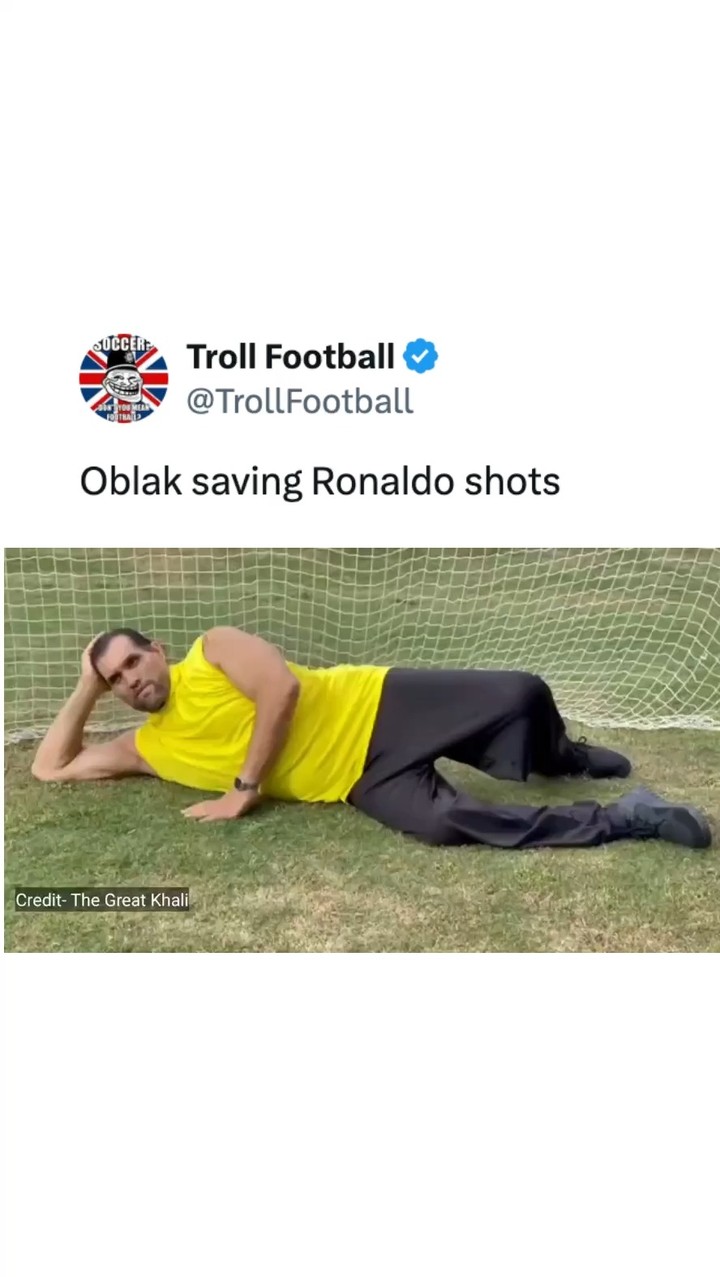 SOCCER?
DON'T YOU MEAN
FOOTBALL?
Troll Football
@TrollFootball
Oblak saving Ronaldo shots
Credit- The Great Khali